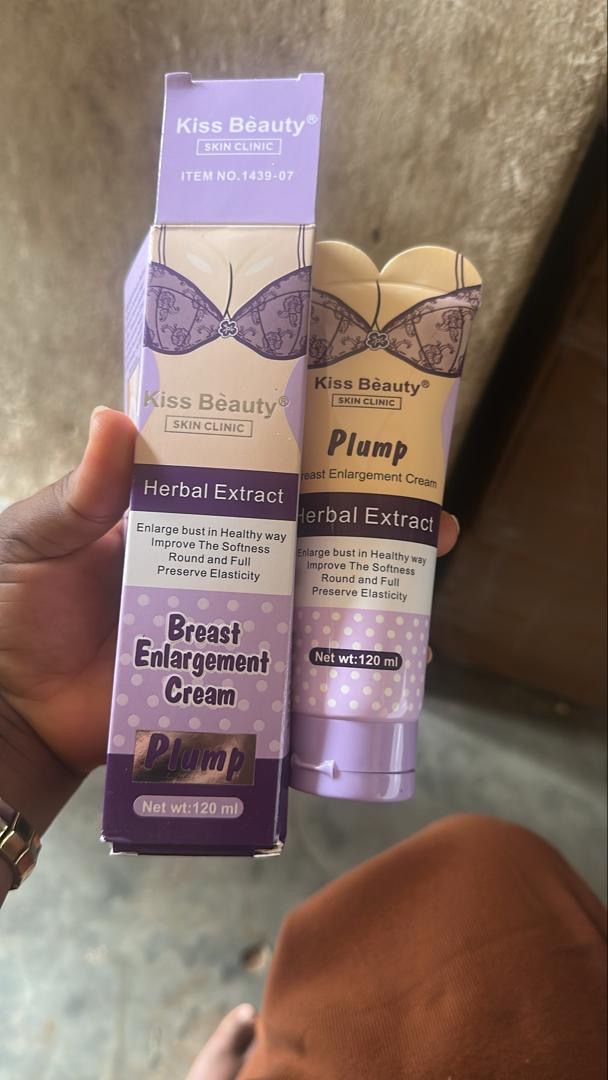 Kiss Bèauty®
SKIN CLINIC
ITEM NO.1439-07
Kiss Bèauty®
SKIN CLINIC
Herbal Extract
Enlarge bust in Healthy way
Improve The Softness
Round and Full
Preserve Elasticity
Breast
Enlargement
Cream
Plump
Net wt:120 ml
Kiss Bèauty®
SKIN CLINIC
Plump
reast Enlargement Cream
Herbal Extract
Enlarge bust in Healthy way
Improve The Softness
Round and Full
Preserve Elasticity
Net wt:120 ml